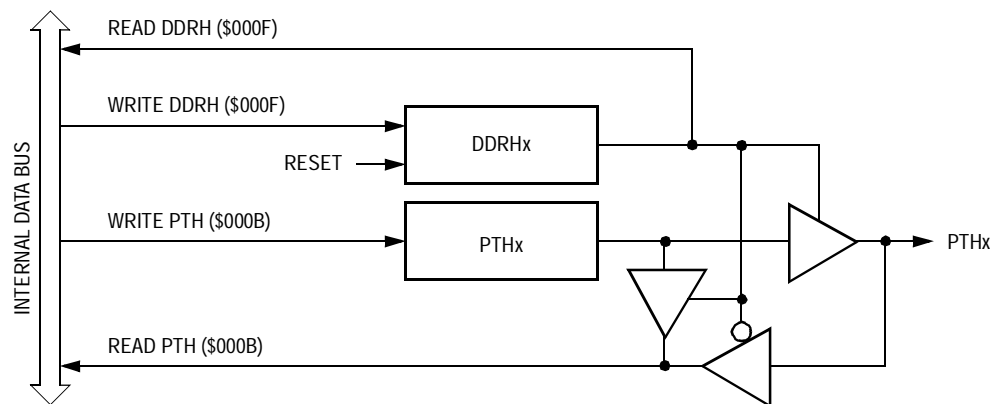 READ DDRH ($000F)
WRITE DDRH ($000F)
DDRHx
RESET
INTERNAL DATA BUS
WRITE PTH ($000B)
PTHx
PTHx
READ PTH ($000B)